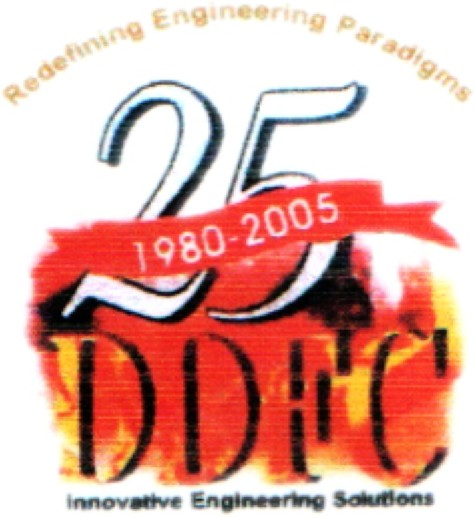 Redefining Engineering Paradigms
25
1980-2005
DDFC
Innovative Engineering Solutions